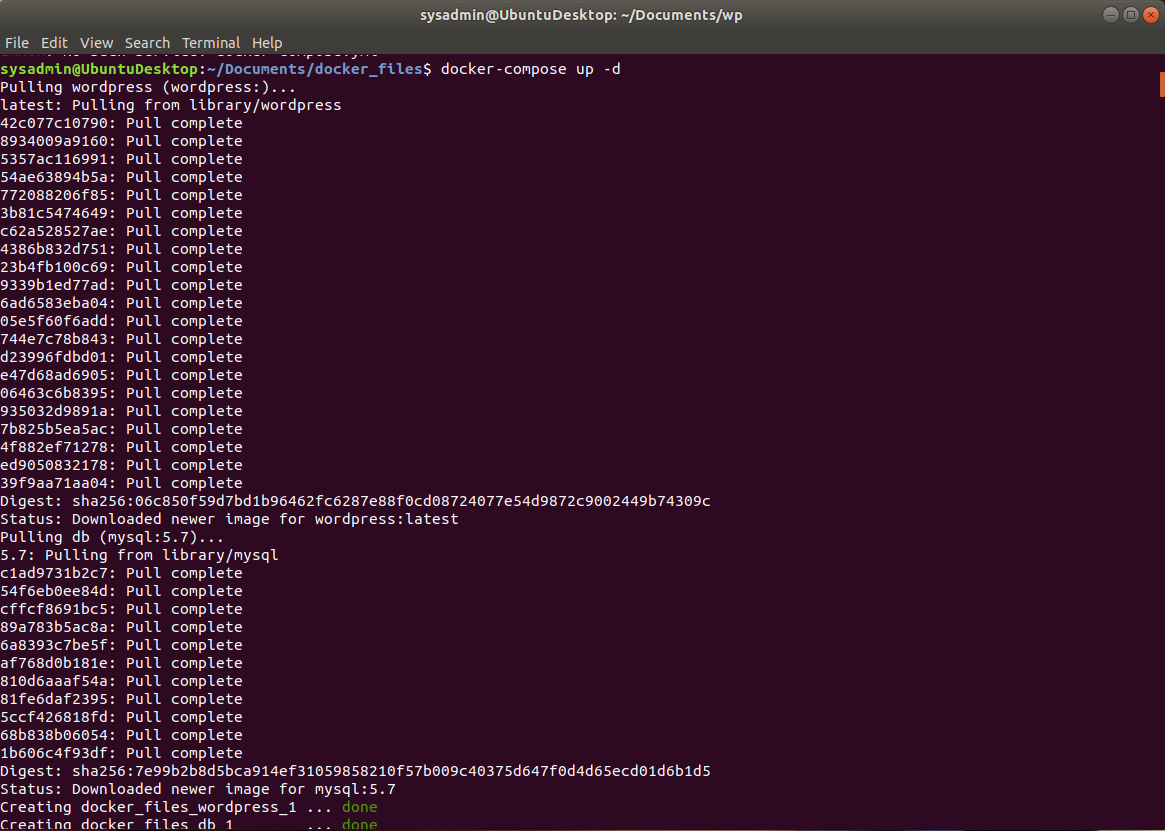 sysadmin@UbuntuDesktop: ~/Documents/wp
File Edit View Search Terminal Help
sysadmin@UbuntuDesktop:~/Documents/docker_files$ docker-compose up -d
Pulling wordpress (wordpress:)...
latest: Pulling from library/wordpress
42c077c10790: Pull complete
8934009a9160: Pull complete
5357ac116991: Pull complete
54ae63894b5a: Pull complete
772088206f85: Pull complete
3b81c5474649: Pull complete
c62a528527ae: Pull complete
4386b832d751: Pull complete
23b4fb100c69: Pull complete
9339b1ed77ad: Pull complete
6ad6583eba04: Pull complete
05e5f60f6add: Pull complete
744e7c78b843: Pull complete
d23996fdbd01: Pull complete
e47d68ad6905: Pull complete
06463c6b8395: Pull complete
935032d9891a: Pull complete
7b825b5ea5ac: Pull complete
4f882ef71278: Pull complete
ed9050832178: Pull complete
39f9aa71aa04: Pull complete
Digest: sha256:06c850f59d7bd1b96462fc6287e88f0cd08724077e54d9872c9002449b74309c
Status: Downloaded newer image for wordpress:latest
Pulling db (mysql:5.7)...
5.7: Pulling from library/mysql
c1ad9731b2c7: Pull complete
54f6eb0ee84d: Pull complete
cffcf8691bc5: Pull complete
89a783b5ac8a: Pull complete
6a8393c7be5f: Pull complete
af768d0b181e: Pull complete
810d6aaaf54a: Pull complete
81fe6daf2395: Pull complete
5ccf426818fd: Pull complete
68b838b06054: Pull complete
1b606c4f93df: Pull complete
Digest: sha256:7e99b2b8d5bca914ef31059858210f57b009c40375d647f0d4d65ecd01d6b1d5
Status: Downloaded newer image for mysql:5.7
Creating docker_files_wordpress_1 ... done
Creating docker_files_db_1 ... done